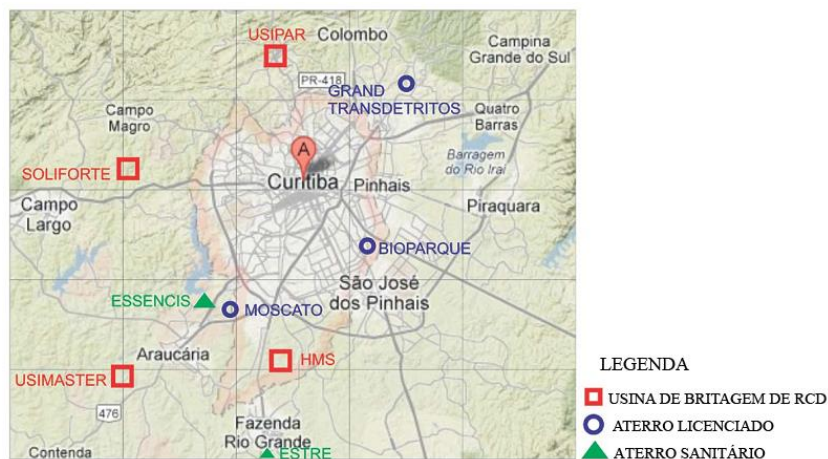 USIPAR
Colombo
Campina
Grande do Sul
PR-418
GRAND
TRANSDETRITOS
Campo
Magro
Quatro
Barras
A
Barragem
do Rio Iraí
SOLIFORTE
Curitiba
Pinhais
Campo
Largo
Piraquara
BIOPARQUE
São José
dos Pinhais
ESSENCIS
MOSCATO
Araucária
HMS
USIMASTER
476
Fazenda
Rio Grande
Contenda
ESTRE
LEGENDA
USINA DE BRITAGEM DE RCD
ATERRO LICENCIADO
ATERRO SANITÁRIO